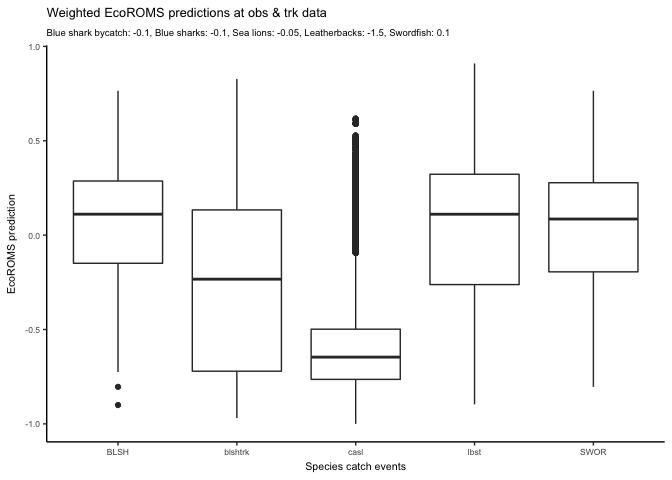 Weighted EcoROMS predictions at obs & trk data
Blue shark bycatch: -0.1, Blue sharks: -0.1, Sea lions: -0.05, Leatherbacks: -1.5, Swordfish: 0.1
1.0
0.5
0.0
-0.5
-1.0
EcoROMS prediction
BLSH blshtrk casl lbst SWOR
Species catch events